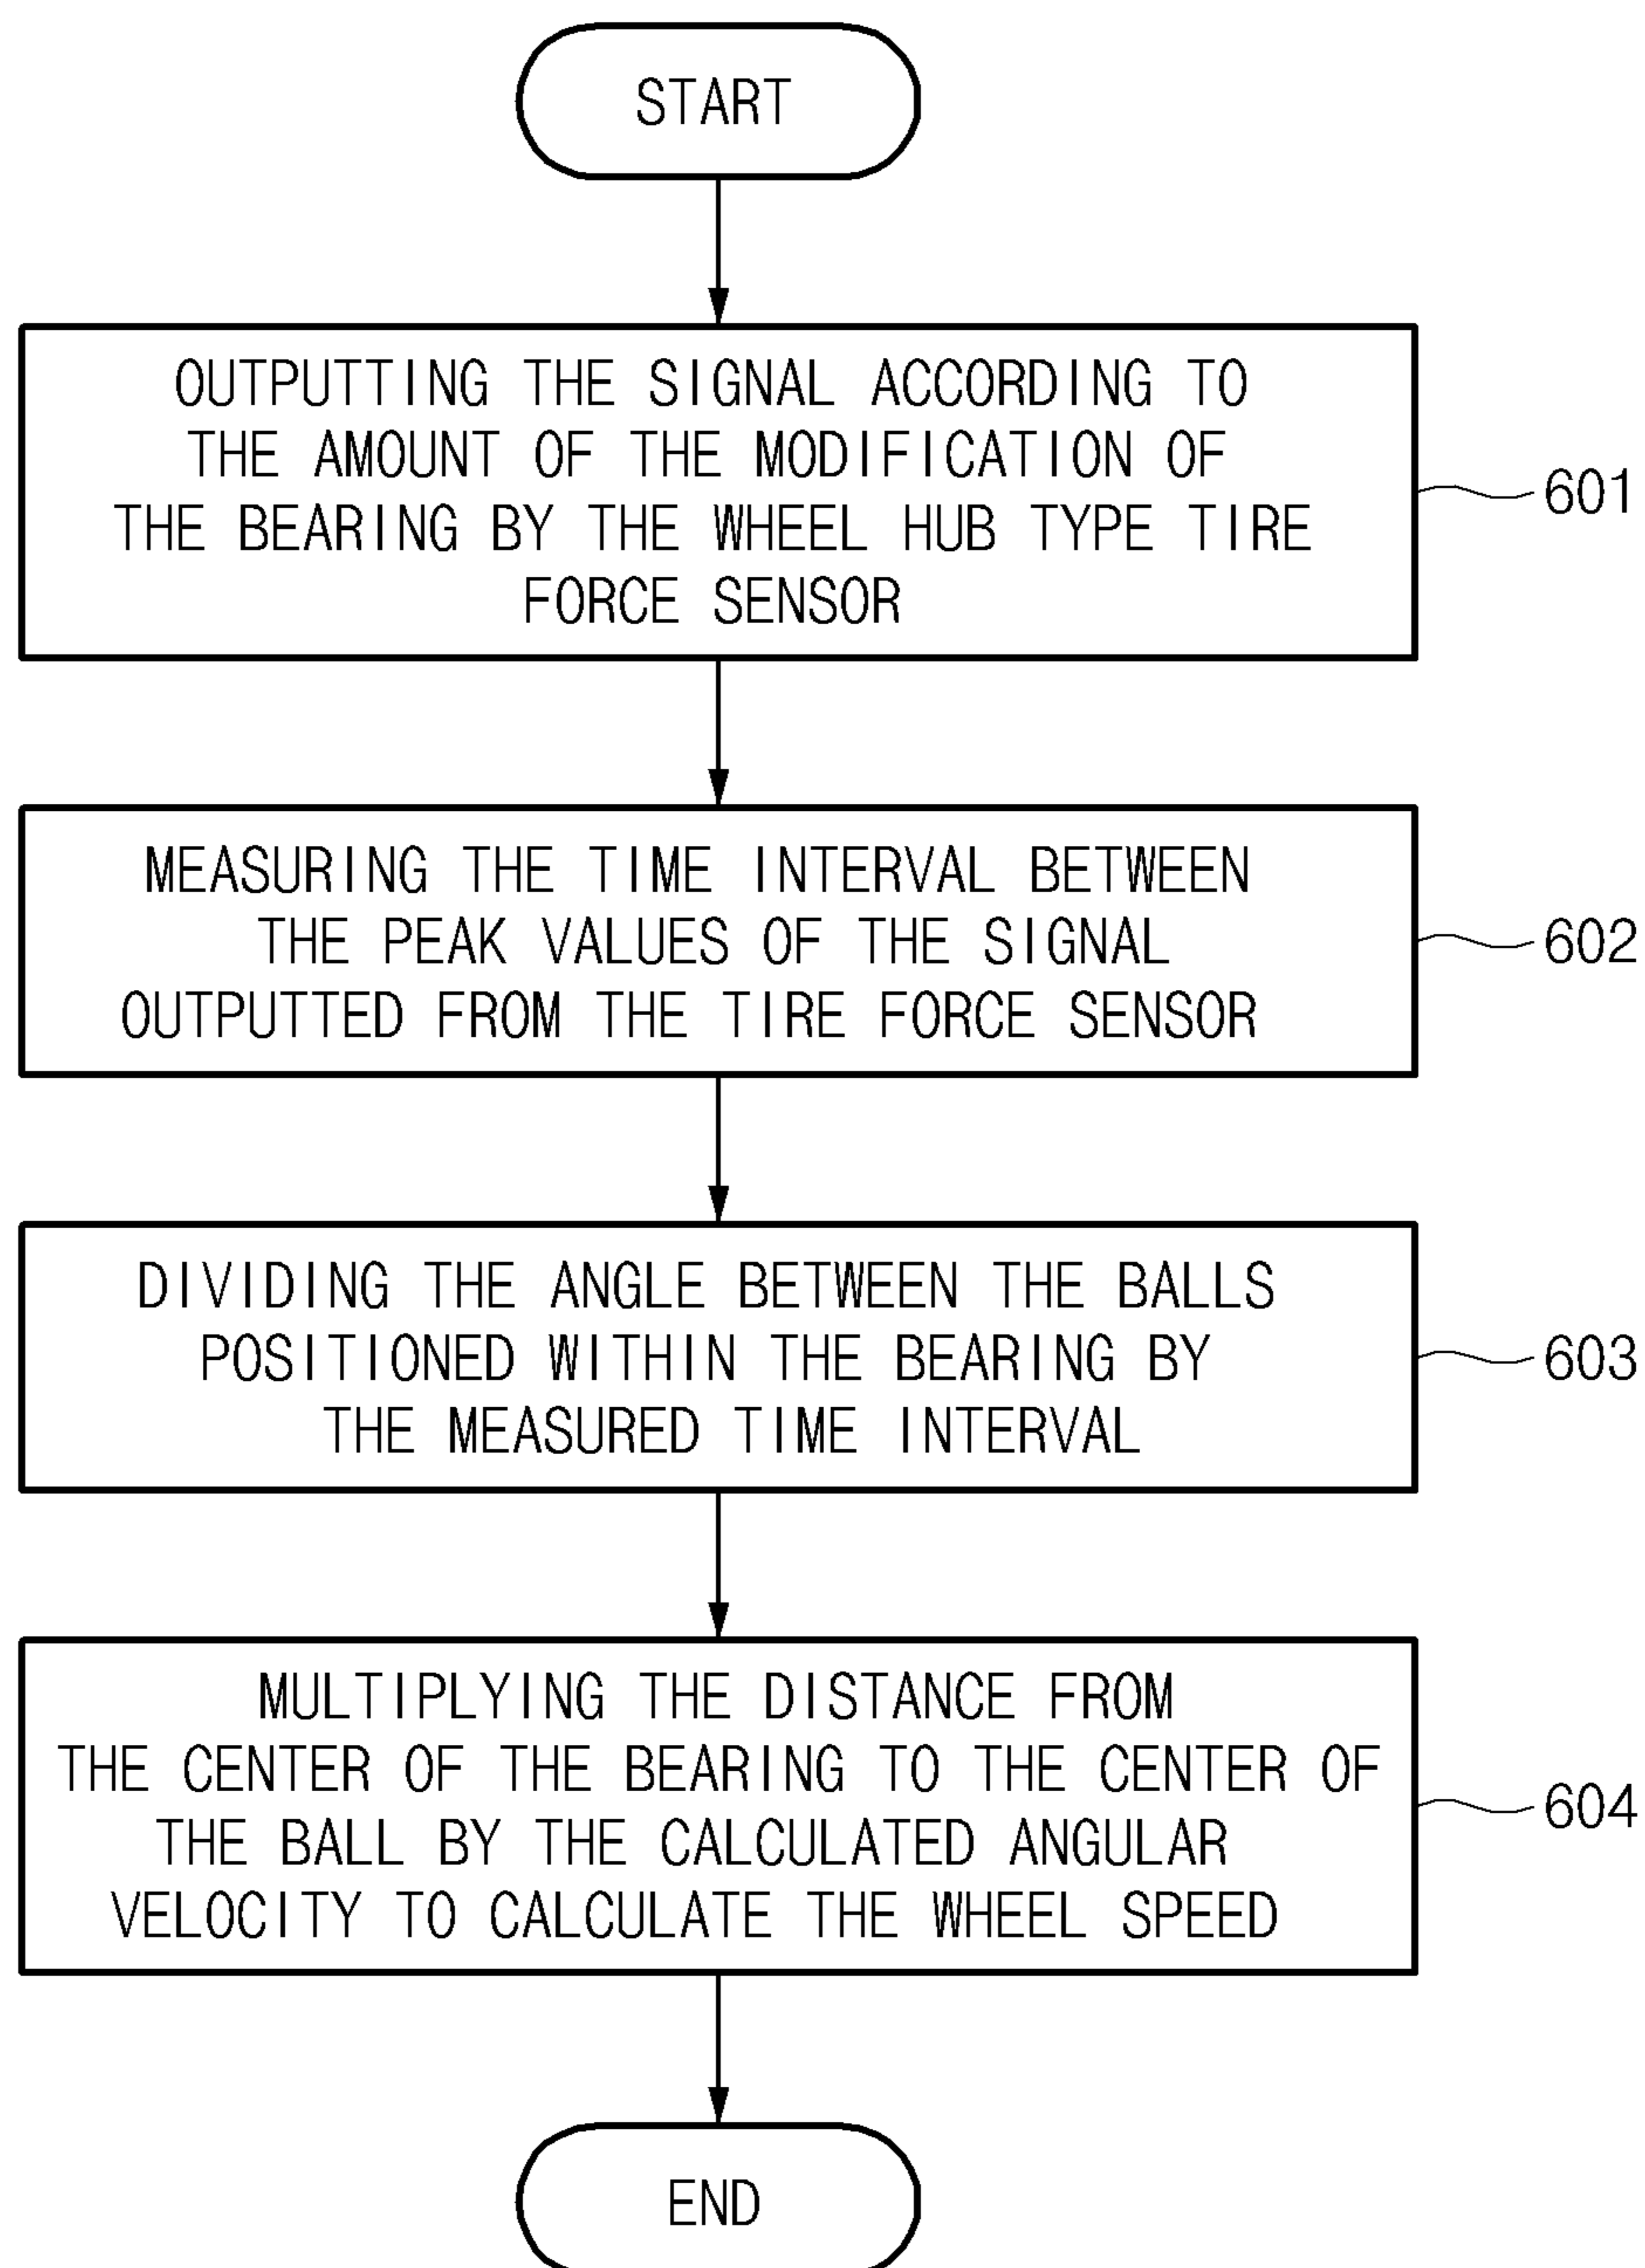 START
OUTPUTTING THE SIGNAL ACCORDING TO
THE AMOUNT OF THE MODIFICATION OF
THE BEARING BY THE WHEEL HUB TYPE TIRE
FORCE SENSOR
601
MEASURING THE TIME INTERVAL BETWEEN
THE PEAK VALUES OF THE SIGNAL
OUTPUTTED FROM THE TIRE FORCE SENSOR
602
DIVIDING THE ANGLE BETWEEN THE BALLS
POSITIONED WITHIN THE BEARING BY
THE MEASURED TIME INTERVAL
603
MULTIPLYING THE DISTANCE FROM
THE CENTER OF THE BEARING TO THE CENTER OF
THE BALL BY THE CALCULATED ANGULAR
VELOCITY TO CALCULATE THE WHEEL SPEED
604
END